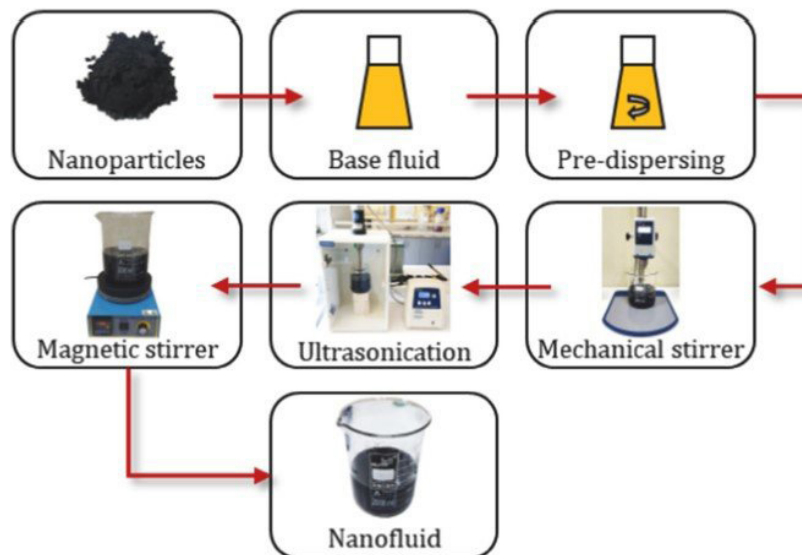 Nanoparticles
Base fluid
Pre-dispersing
Magnetic stirrer
Ultrasonication
Mechanical stirrer
Nanofluid